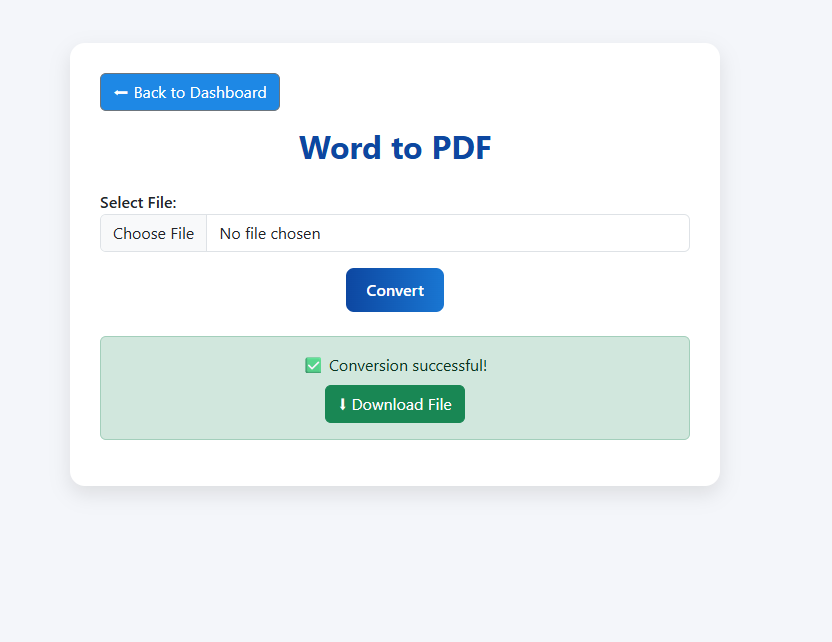 ⬅ Back to Dashboard
Word to PDF
Select File:
Choose File No file chosen
Convert
✅ Conversion successful!
⬇ Download File